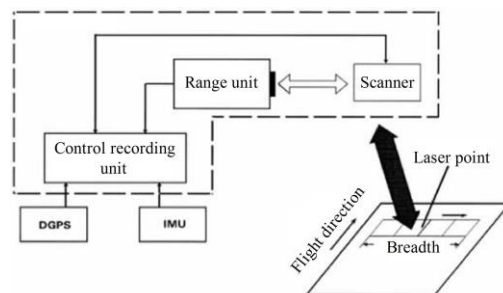 Range unit
Scanner
Control recording
unit
DGPS
IMU
Laser point
Flight direction
Breadth